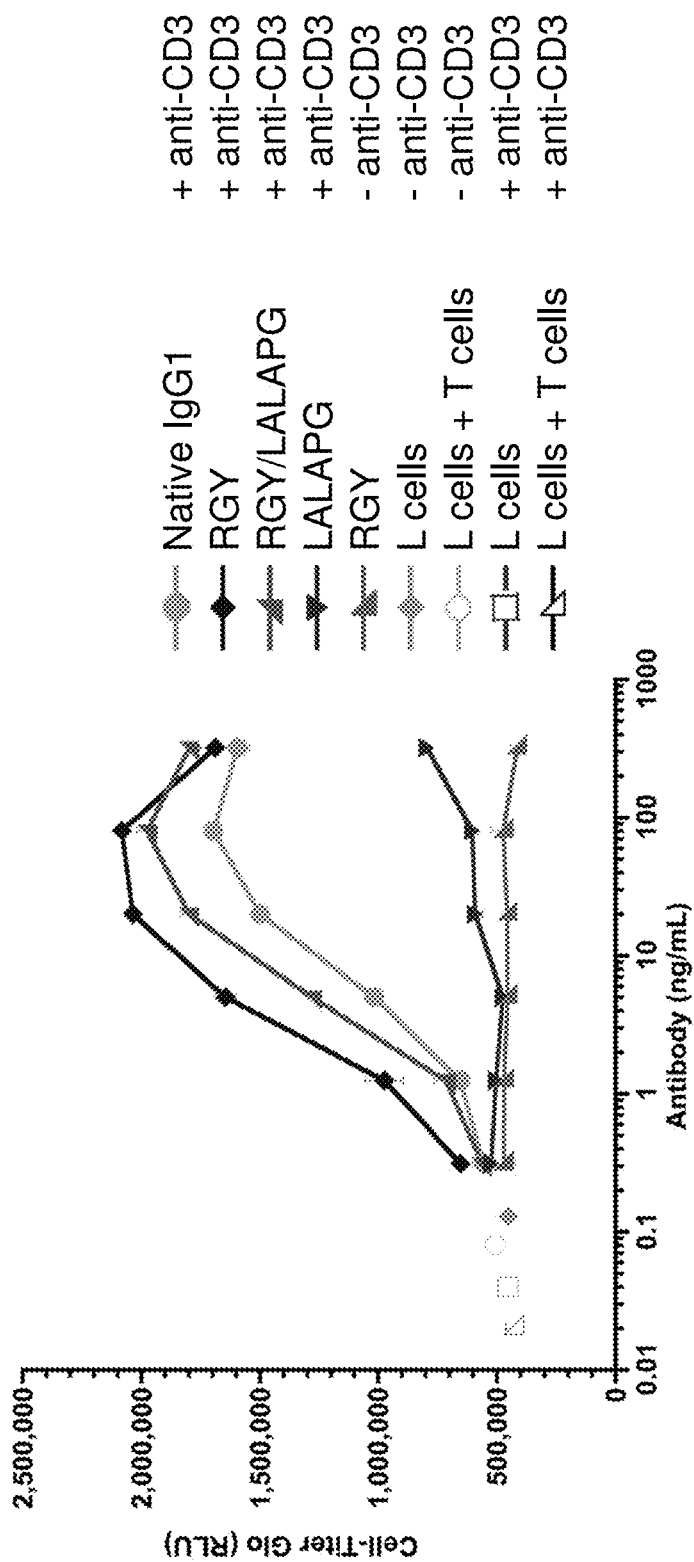 Cell-Titer Glo (RLU)
2,500,000
2,000,000
1,500,000
1,000,000
500,000
0
0.01 0.1 1 10 100 1000
Antibody (ng/mL)
Native IgG1 + anti-CD3
RGY + anti-CD3
RGY/LALAPG + anti-CD3
LALAPG + anti-CD3
RGY - anti-CD3
L cells - anti-CD3
L cells + T cells - anti-CD3
L cells + anti-CD3
L cells + T cells + anti-CD3